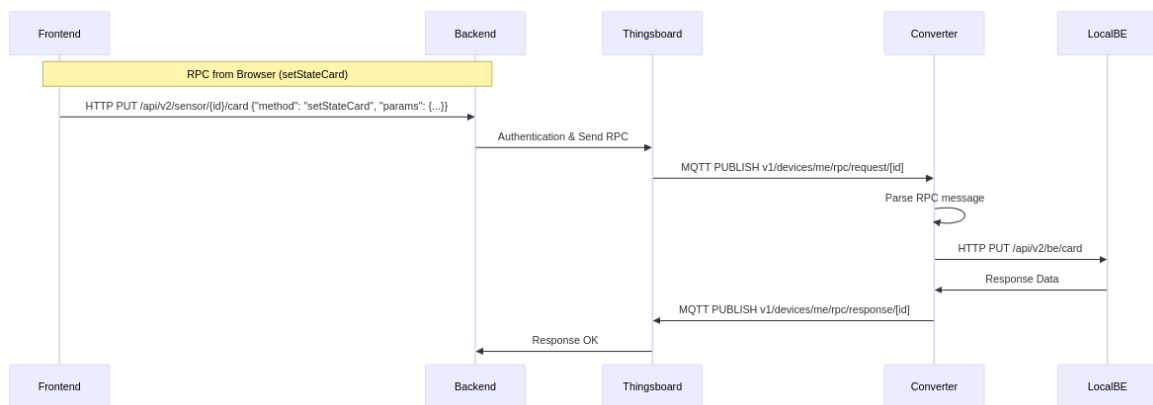 Frontend
Backend
Thingsboard
Converter
LocalBE
RPC from Browser (setStateCard)
HTTP PUT /api/v2/sensor/{id}/card {"method": "setStateCard", "params": {...}}
Authentication & Send RPC
MQTT PUBLISH v1/devices/me/rpc/request/[id]
Parse RPC message
HTTP PUT /api/v2/be/card
Response Data
MQTT PUBLISH v1/devices/me/rpc/response/[id]
Response OK
Frontend
Backend
Thingsboard
Converter
LocalBE